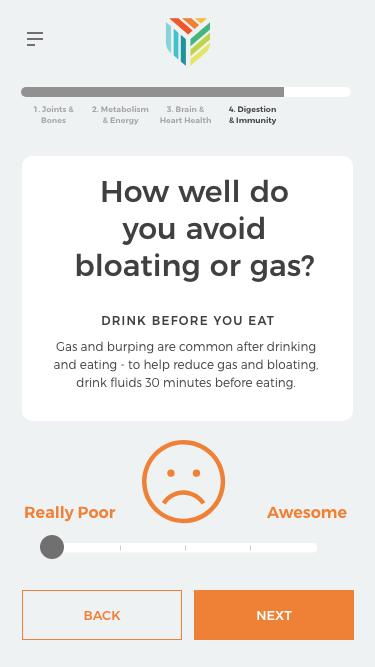 1. Joints & Bones
2. Metabolism & Energy
3. Brain & Heart Health
4. Digestion & Immunity
How well do
you avoid
bloating or gas?
DRINK BEFORE YOU EAT
Gas and burping are common after drinking
and eating - to help reduce gas and bloating,
drink fluids 30 minutes before eating.
Really Poor
Awesome
BACK
NEXT